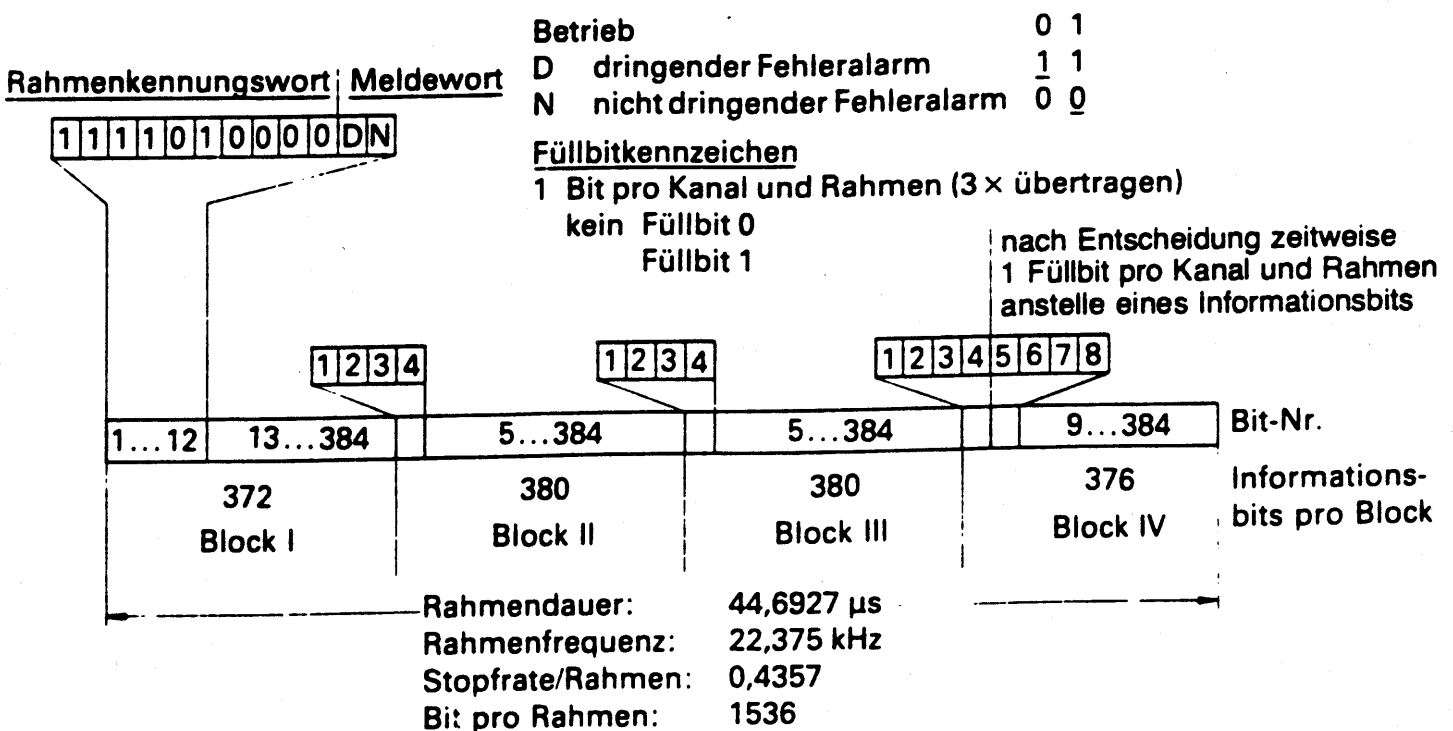 Betrieb 0 1
D dringender Fehleralarm 1 1
N nicht dringender Fehleralarm 0 0
Rahmenkennungswort Meldewort
1 1 1 1 0 1 0 0 0 0 D N
Füllbitkennzeichen
1 Bit pro Kanal und Rahmen (3 × übertragen)
kein Füllbit 0
Füllbit 1
nach Entscheidung zeitweise
1 Füllbit pro Kanal und Rahmen
anstelle eines Informationsbits
1 2 3 4 1 2 3 4 1 2 3 4 5 6 7 8
1...12 13...384 5...384 5...384 9...384 Bit-Nr.
372 380 380 376 Informations-
Block I Block II Block III Block IV bits pro Block
Rahmendauer: 44,6927 µs
Rahmenfrequenz: 22,375 kHz
Stopfrate/Rahmen: 0,4357
Bit pro Rahmen: 1536